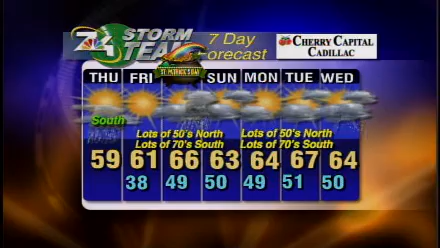 7&4 STORM TEAM
7 Day Forecast
CHERRY CAPITAL CADILLAC
THU FRI SUN MON TUE WED
ST. PATRICK'S DAY
South
Lots of 50's North Lots of 50's North
Lots of 70's South Lots of 70's South
59 61 66 63 64 67 64
38 49 50 49 51 50